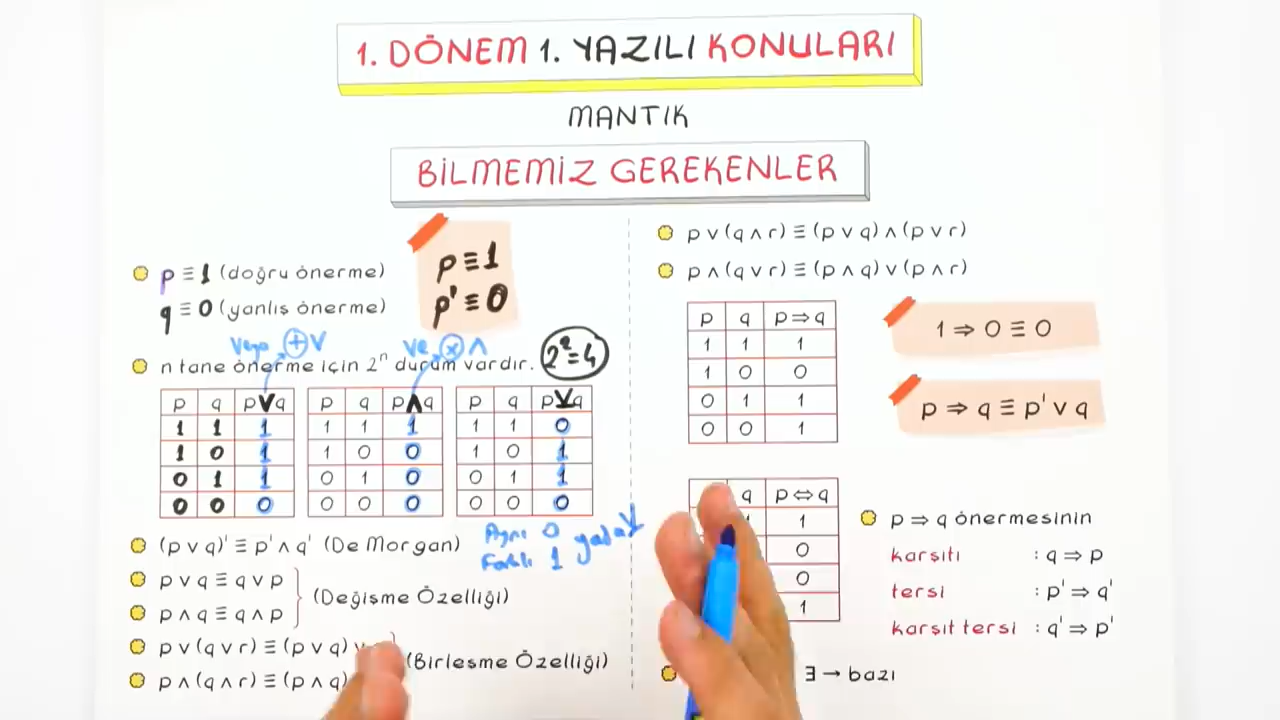 1. DÖNEM 1. YAZILI KONULARI
MANTIK
BİLMEMİZ GEREKENLER
p ≡ 1 (doğru önerme)
q ≡ 0 (yanlış önerme)
p ≡ 1
p' ≡ 0
veya + ∨
ve x ∧
n tane önerme için 2ⁿ durum vardır.
2² = 4
p q p∨q
1 1 1
1 0 1
0 1 1
0 0 0
p q p∧q
1 1 1
1 0 0
0 1 0
0 0 0
p q p⊻q
1 1 0
1 0 1
0 1 1
0 0 0
Aynı 0
Farklı 1
yada ⊻
(p ∨ q)' ≡ p' ∧ q' (De Morgan)
p ∨ q ≡ q ∨ p
p ∧ q ≡ q ∧ p
(Değişme Özelliği)
p ∨ (q ∨ r) ≡ (p ∨ q) ∨
p ∧ (q ∧ r) ≡ (p ∧ q)
(Birleşme Özelliği)
p ∨ (q ∧ r) ≡ (p ∨ q) ∧ (p ∨ r)
p ∧ (q ∨ r) ≡ (p ∧ q) ∨ (p ∧ r)
p q p ⇒ q
1 1 1
1 0 0
0 1 1
0 0 1
1 ⇒ 0 ≡ 0
p ⇒ q ≡ p' ∨ q
q p ⇔ q
1
0
0
1
p ⇒ q önermesinin
karşıtı : q ⇒ p
tersi : p' ⇒ q'
karşıt tersi : q' ⇒ p'
∃ → bazı